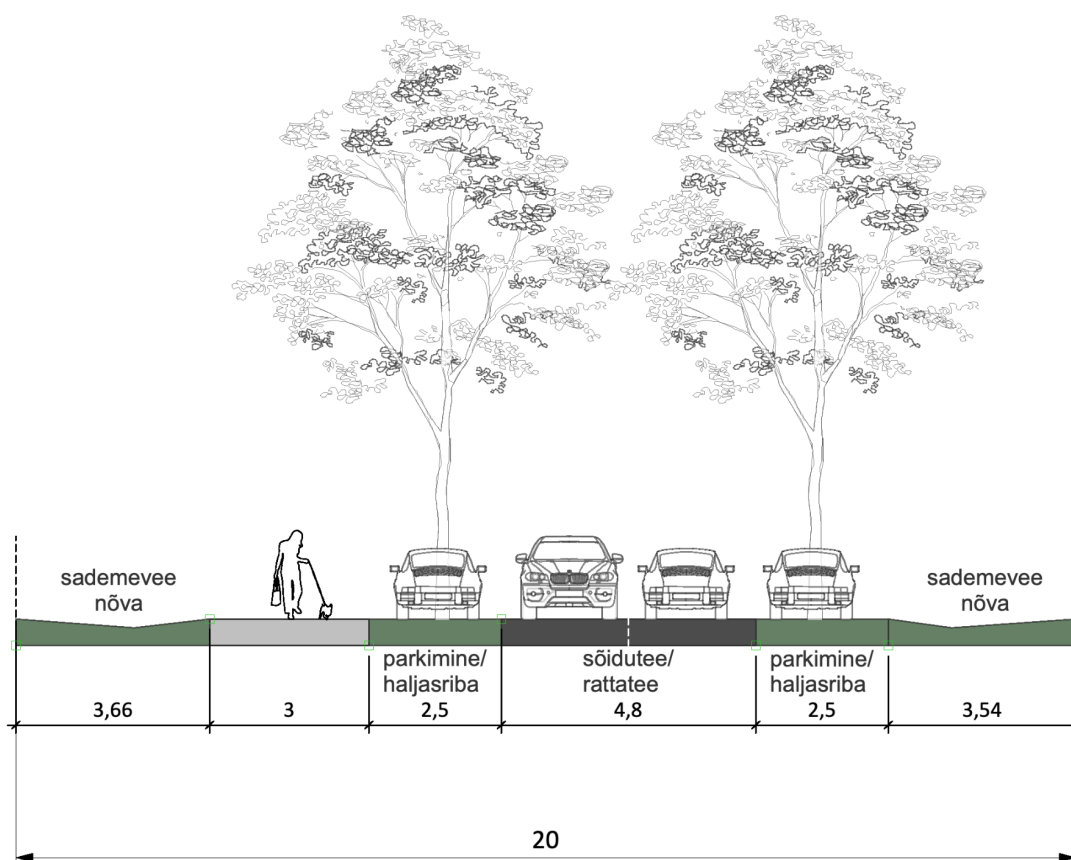 sademevee
nõva
sademevee
nõva
parkimine/
haljasriba
sõidutee/
rattatee
parkimine/
haljasriba
3,66
3
2,5
4,8
2,5
3,54
20